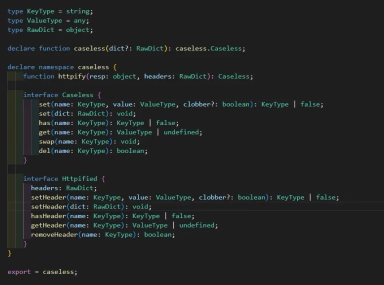 type KeyType = string;
type ValueType = any;
type RawDict = object;
declare function caseless(dict?: RawDict): caseless.Caseless;
declare namespace caseless {
function httpify(resp: object, headers: RawDict): Caseless;
interface Caseless {
set(name: KeyType, value: ValueType, clobber?: boolean): KeyType | false;
set(dict: RawDict): void;
has(name: KeyType): KeyType | false;
get(name: KeyType): ValueType | undefined;
swap(name: KeyType): void;
del(name: KeyType): boolean;
}
interface Httpified {
headers: RawDict;
setHeader(name: KeyType, value: ValueType, clobber?: boolean): KeyType | false;
setHeader(dict: RawDict): void;
hasHeader(name: KeyType): KeyType | false;
getHeader(name: KeyType): ValueType | undefined;
removeHeader(name: KeyType): boolean;
}
}
export = caseless;